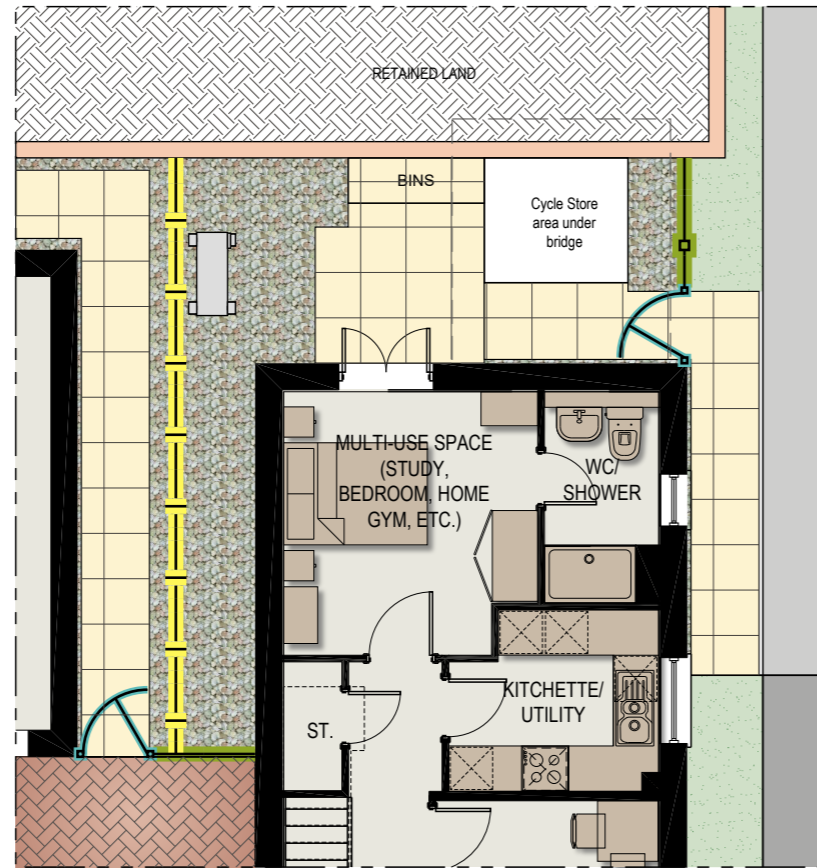 RETAINED LAND
BINS
Cycle Store
area under
bridge
MULTI-USE SPACE
(STUDY,
BEDROOM, HOME
GYM, ETC.)
WC/
SHOWER
KITCHETTE/
UTILITY
ST.